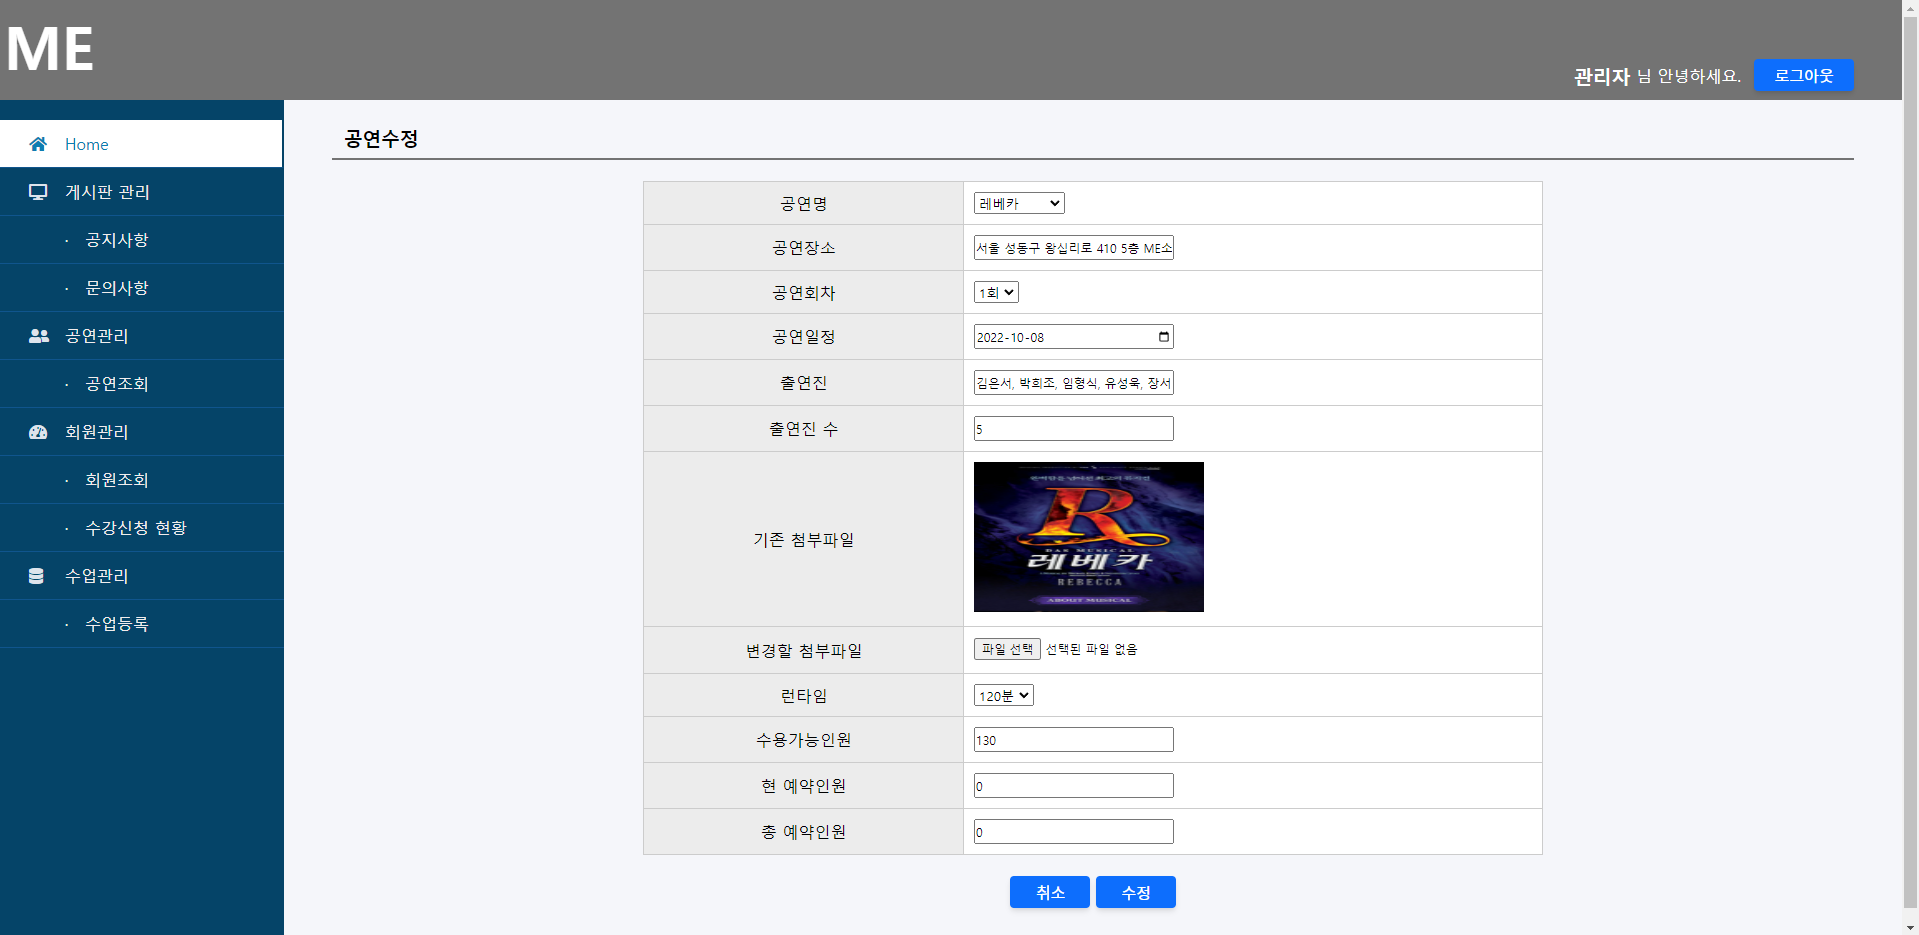 ME
관리자 님 안녕하세요. 로그아웃
Home
게시판 관리
· 공지사항
· 문의사항
공연관리
· 공연조회
회원관리
· 회원조회
· 수강신청 현황
수업관리
· 수업등록
공연수정
공연명 레베카
공연장소 서울 성동구 왕십리로 410 5층 ME소
공연회차 1회
공연일정 2022-10-08
출연진 김은서, 박희조, 임형식, 유성욱, 장서
출연진 수 5
기존 첨부파일
R
DAS MUSICAL
레베카
REBECCA
ABOUT MUSICAL
변경할 첨부파일 파일 선택 선택된 파일 없음
런타임 120분
수용가능인원 130
현 예약인원 0
총 예약인원 0
취소 수정